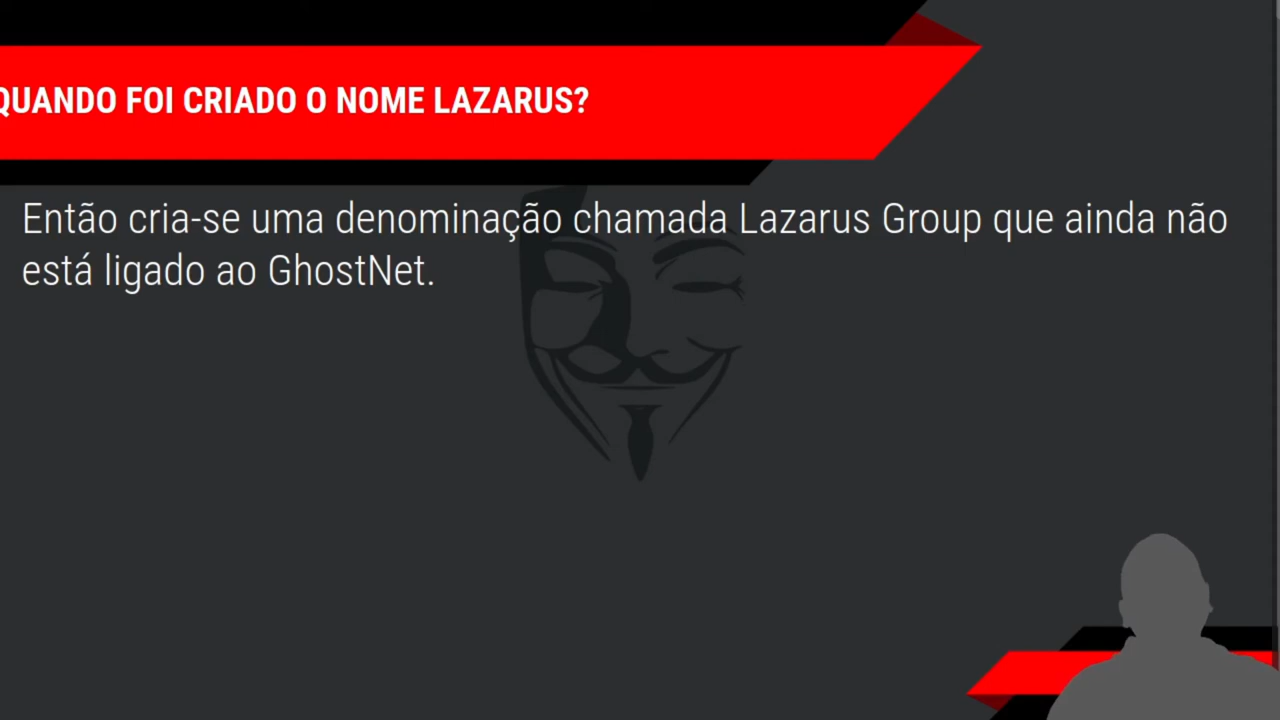 QUANDO FOI CRIADO O NOME LAZARUS?
Então cria-se uma denominação chamada Lazarus Group que ainda não
está ligado ao GhostNet.